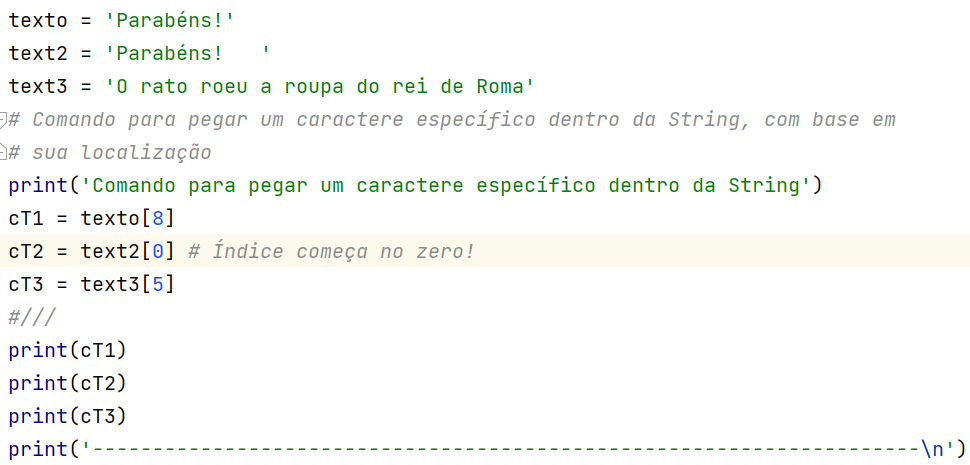 texto = 'Parabéns!'
text2 = 'Parabéns!   '
text3 = 'O rato roeu a roupa do rei de Roma'
# Comando para pegar um caractere específico dentro da String, com base em
# sua localização
print('Comando para pegar um caractere específico dentro da String')
cT1 = texto[8]
cT2 = text2[0] # Índice começa no zero!
cT3 = text3[5]
#///
print(cT1)
print(cT2)
print(cT3)
print('---------------------------------------------------------------------\n')